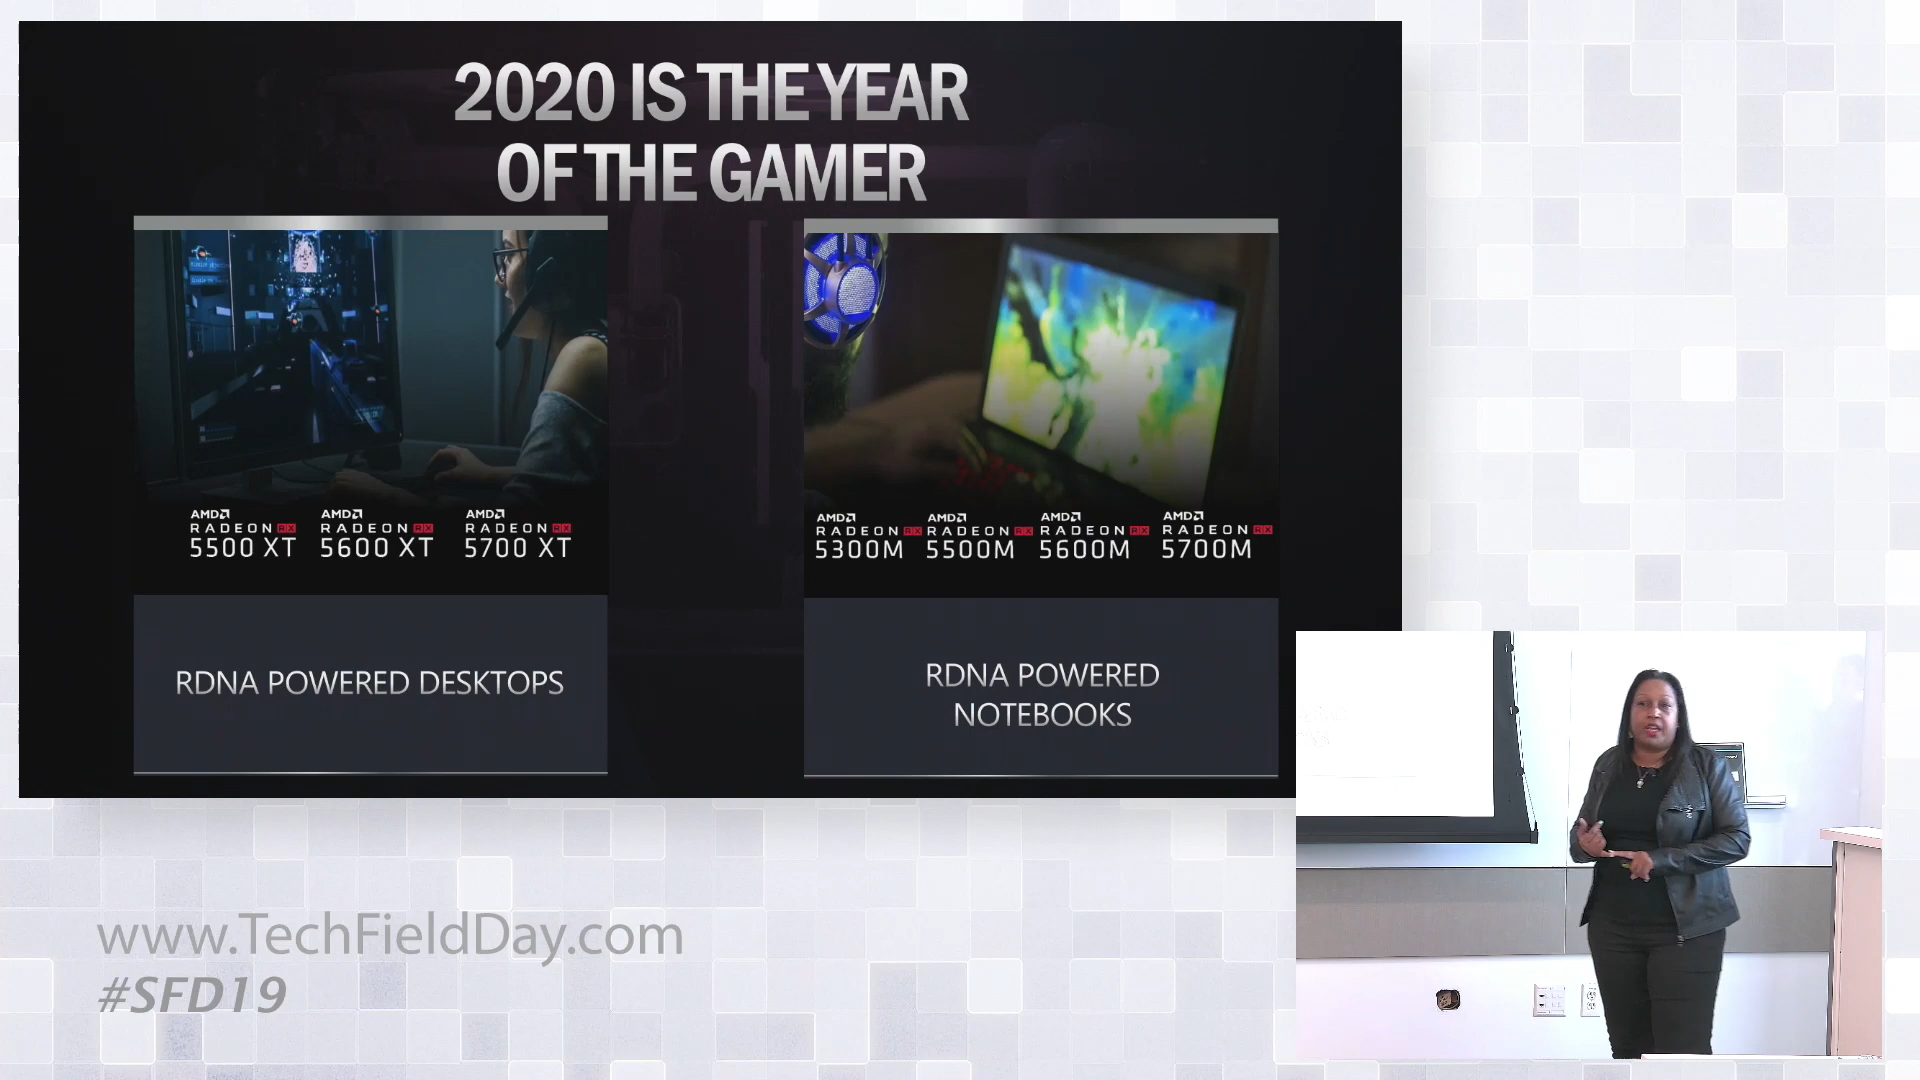 2020 IS THE YEAR
OF THE GAMER
AMD
RADEON RX
5500 XT
AMD
RADEON RX
5600 XT
AMD
RADEON RX
5700 XT
RDNA POWERED DESKTOPS
AMD
RADEON RX
5300M
AMD
RADEON RX
5500M
AMD
RADEON RX
5600M
AMD
RADEON RX
5700M
RDNA POWERED
NOTEBOOKS
www.TechFieldDay.com
#SFD19